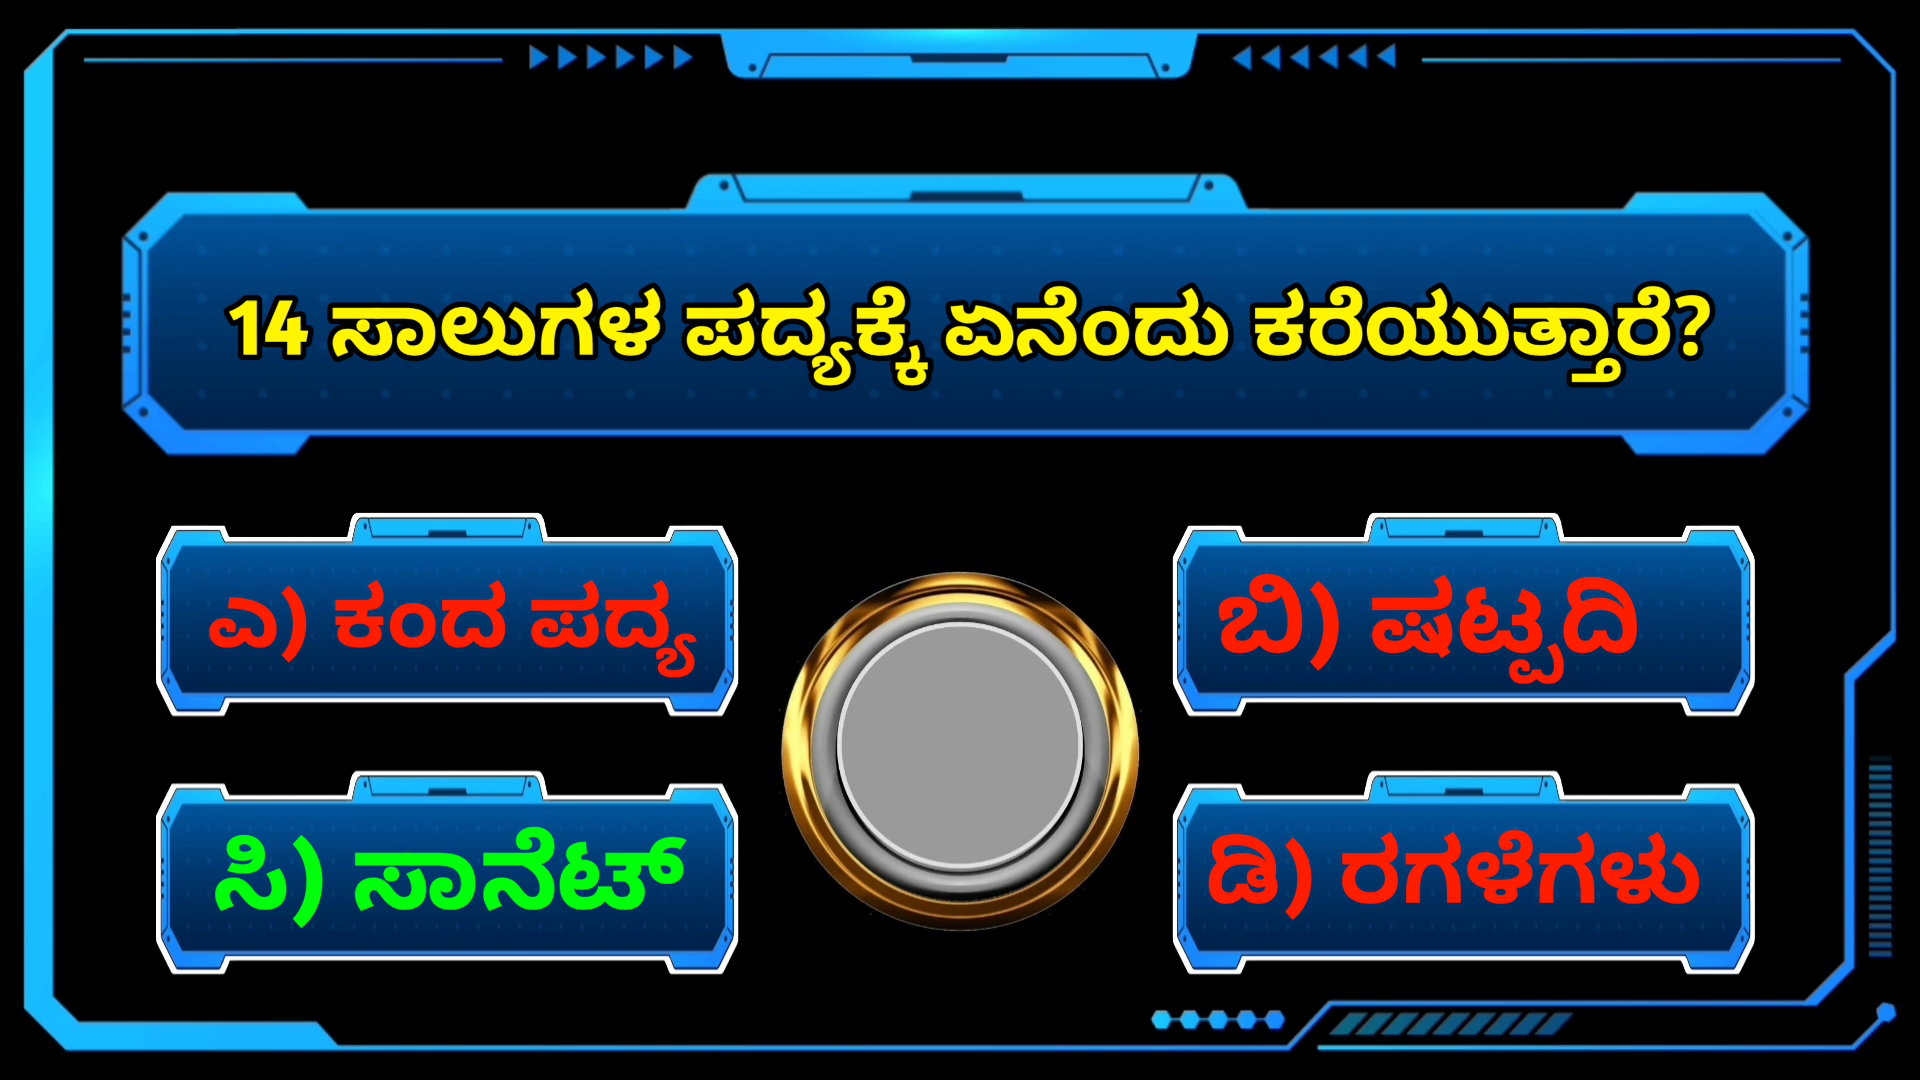 14 ಸಾಲುಗಳ ಪದ್ಯಕ್ಕೆ ಏನೆಂದು ಕರೆಯುತ್ತಾರೆ?
ಎ) ಕಂದ ಪದ್ಯ
ಬಿ) ಷಟ್ಪದಿ
ಸಿ) ಸಾನೆಟ್
ಡಿ) ರಗಳೆಗಳು